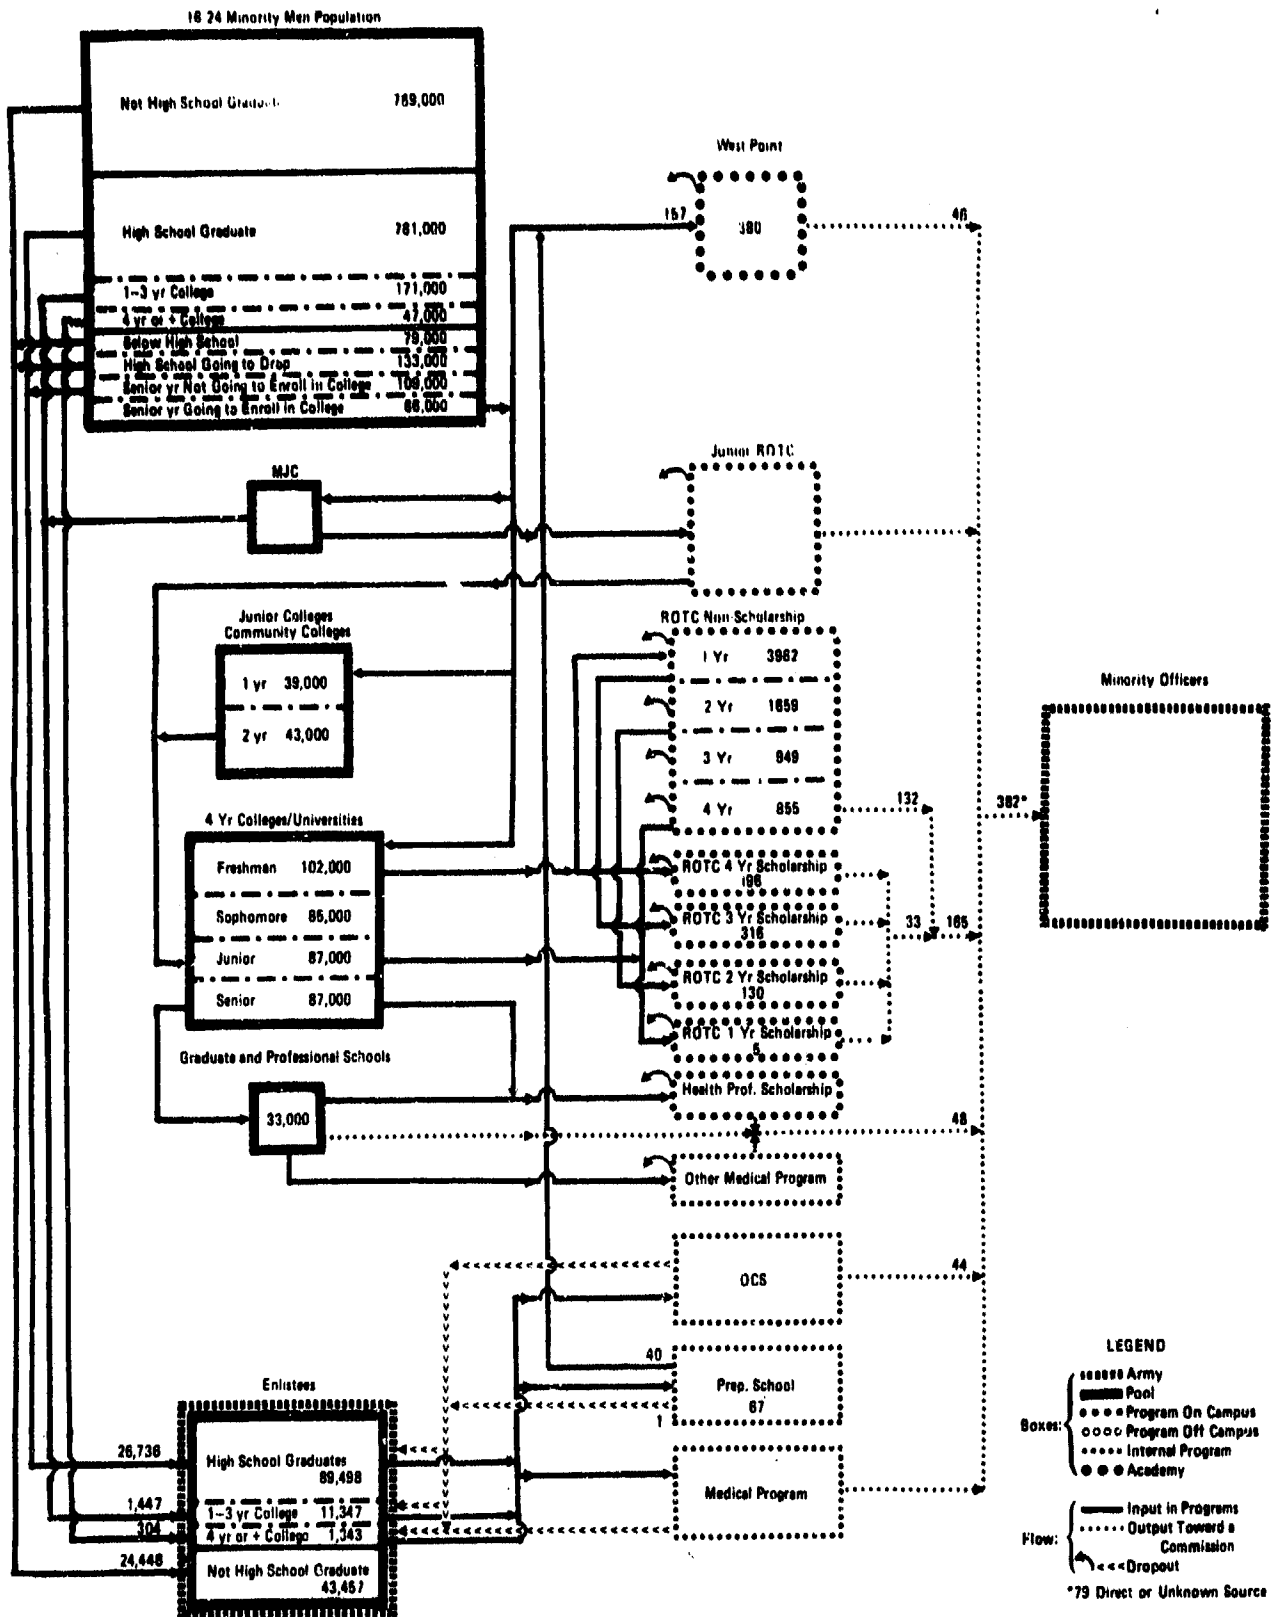 16 24 Minority Men Population
Not High School Graduate 769,000
High School Graduate 781,000
1-3 yr College 171,000
4 yr or + College 47,000
Below High School 79,000
High School Going to Drop 133,000
Senior yr Not Going to Enroll in College 109,000
Senior yr Going to Enroll in College 66,000
West Point
157
380
46
MJC
Junior ROTC
Junior Colleges
Community Colleges
1 yr 39,000
2 yr 43,000
ROTC Non-Scholarship
1 Yr 3962
2 Yr 1659
3 Yr 949
4 Yr 855
132
4 Yr Colleges/Universities
Freshman 102,000
Sophomore 85,000
Junior 87,000
Senior 87,000
ROTC 4 Yr Scholarship
196
ROTC 3 Yr Scholarship
316
ROTC 2 Yr Scholarship
130
ROTC 1 Yr Scholarship
5
33
165
Minority Officers
382*
Graduate and Professional Schools
33,000
Health Prof. Scholarship
48
Other Medical Program
OCS
44
40
Prep. School
67
1
Medical Program
Enlistees
26,736
High School Graduates
89,498
1,447
1-3 yr College 11,347
304
4 yr or + College 1,343
24,446
Not High School Graduate
43,457
LEGEND
Boxes:
Army
Pool
Program On Campus
Program Off Campus
Internal Program
Academy
Flow:
Input in Programs
Output Toward a
Commission
Dropout
*79 Direct or Unknown Source